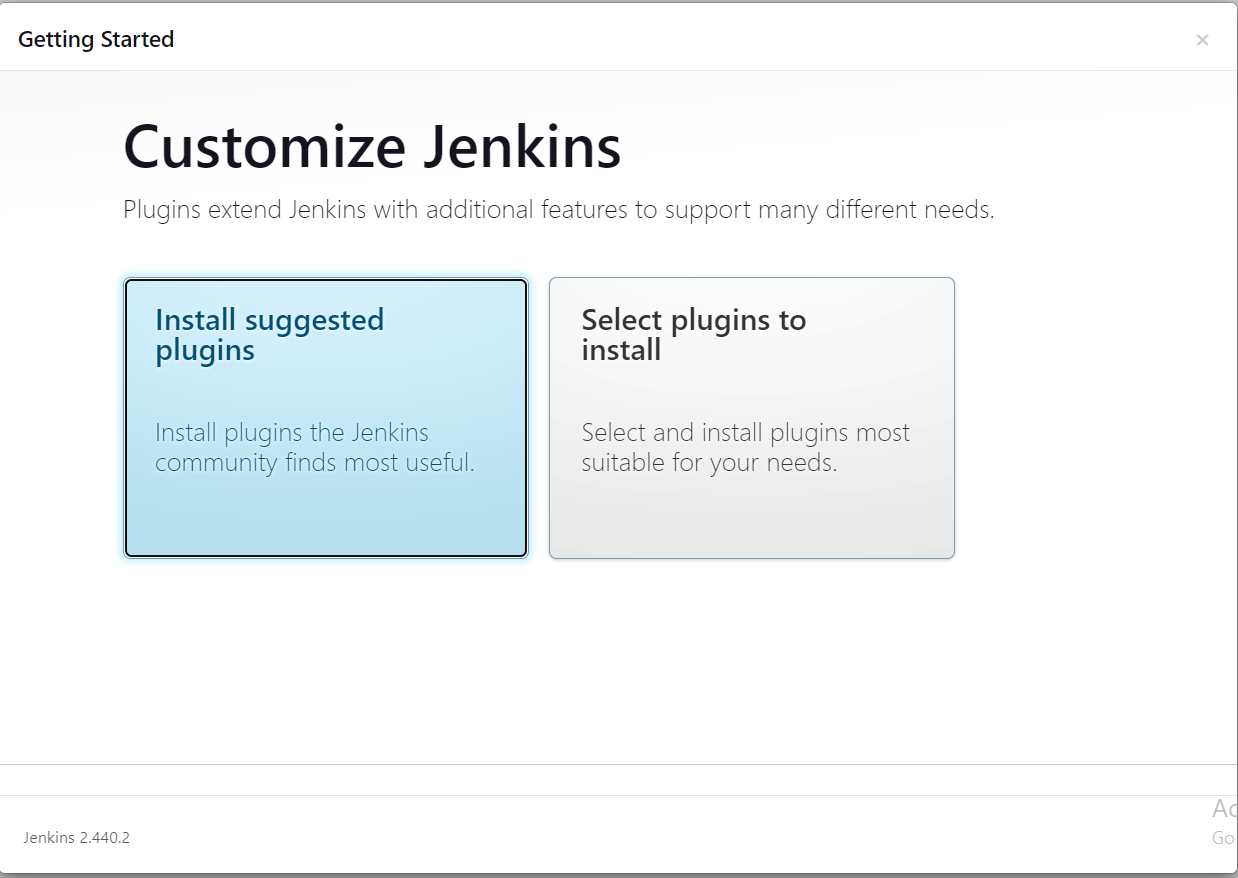 Getting Started
×
Customize Jenkins
Plugins extend Jenkins with additional features to support many different needs.
Install suggested
plugins
Install plugins the Jenkins
community finds most useful.
Select plugins to
install
Select and install plugins most
suitable for your needs.
Jenkins 2.440.2
Go